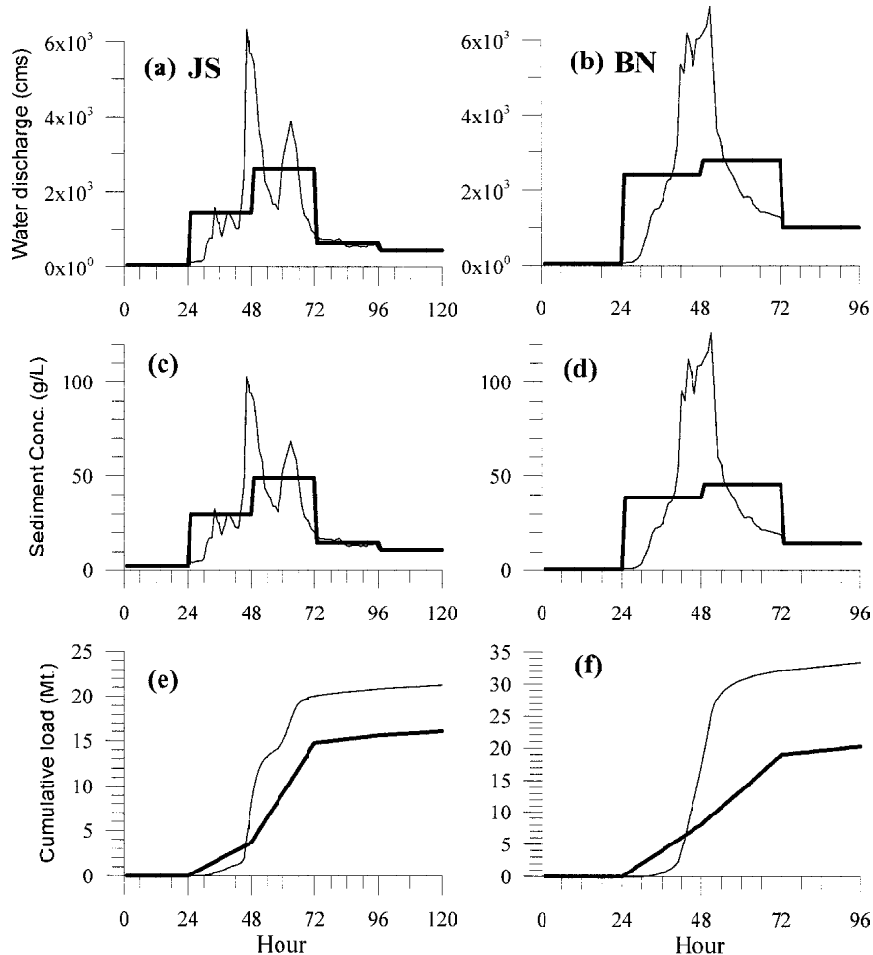 (a) JS
Water discharge (cms)
6x10³
4x10³
2x10³
0x10⁰
0 24 48 72 96 120
(b) BN
6x10³
4x10³
2x10³
0x10⁰
0 24 48 72 96
(c)
Sediment Conc. (g/L)
100
50
0
0 24 48 72 96 120
(d)
100
50
0
0 24 48 72 96
(e)
Cumulative load (Mt.)
25
20
15
10
5
0
0 24 48 72 96 120
Hour
(f)
35
30
25
20
15
10
5
0
0 24 48 72 96
Hour